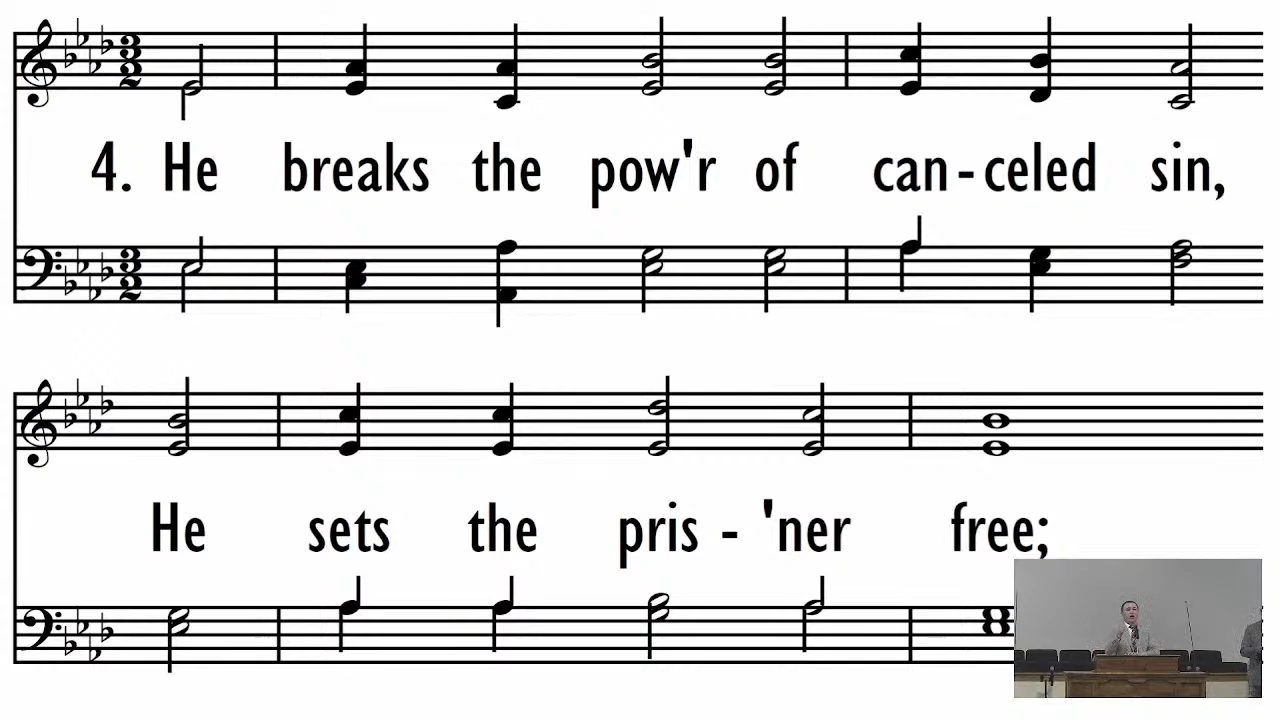 4. He breaks the pow'r of can-celed sin,
He sets the pris - 'ner free;